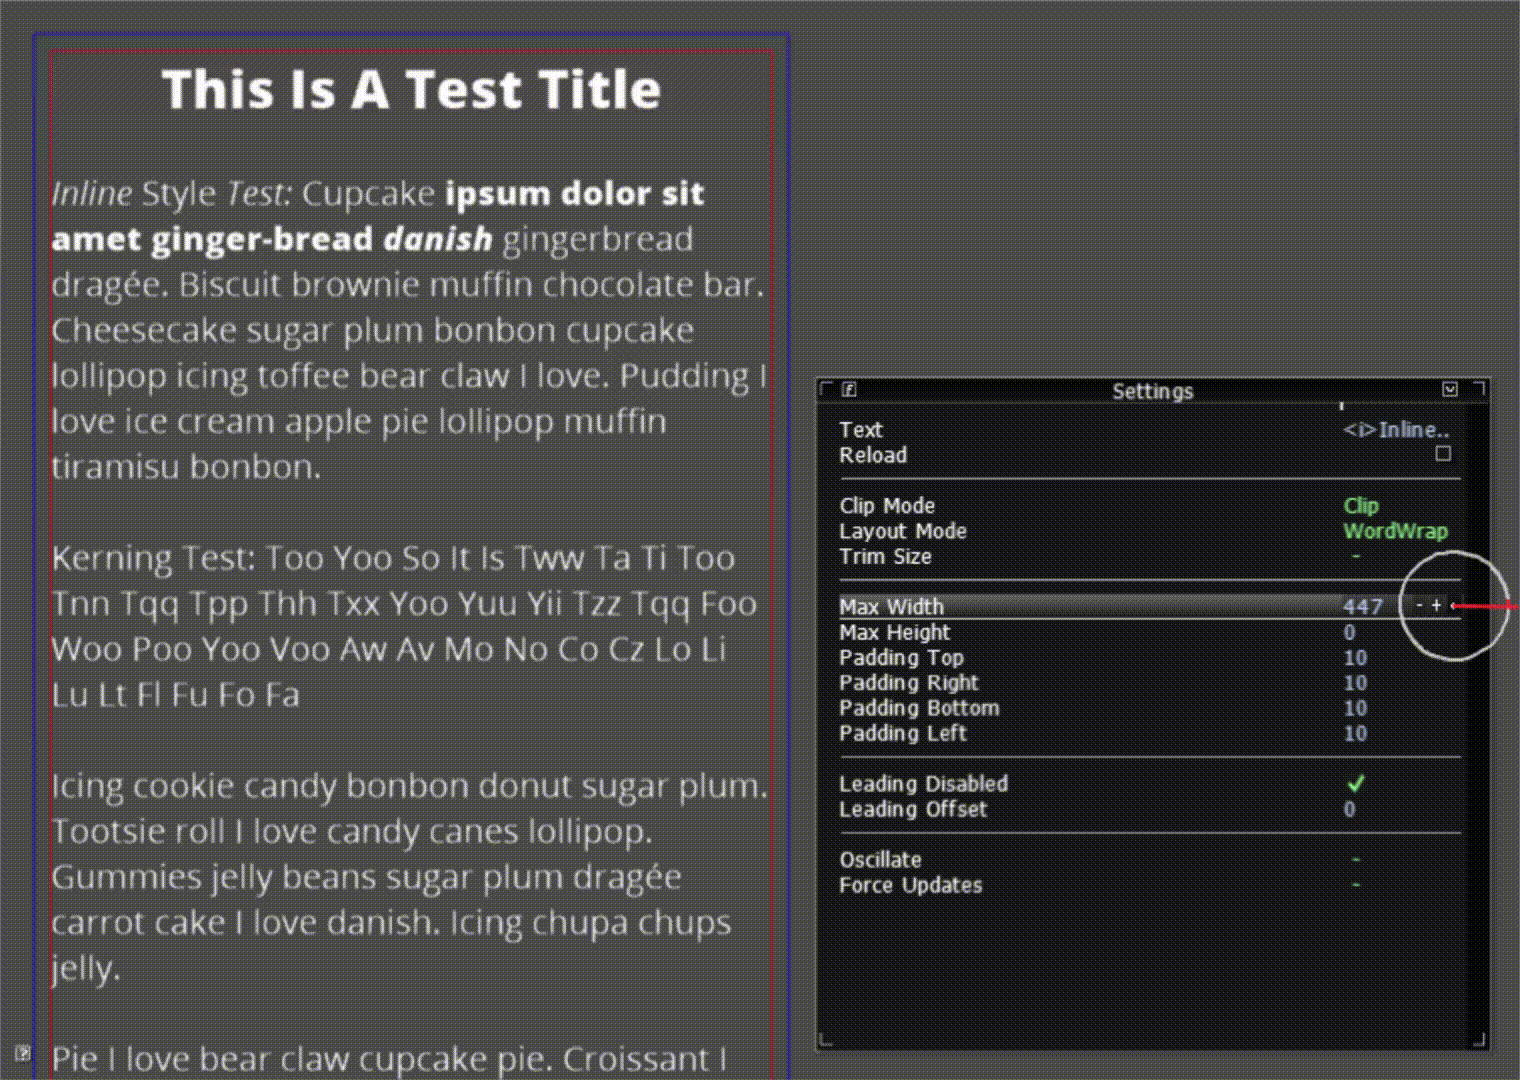 This Is A Test Title
Inline Style Test: Cupcake ipsum dolor sit
amet ginger-bread danish gingerbread
dragée. Biscuit brownie muffin chocolate bar.
Cheesecake sugar plum bonbon cupcake
lollipop icing toffee bear claw I love. Pudding I
love ice cream apple pie lollipop muffin
tiramisu bonbon.
Kerning Test: Too Yoo So It Is Tww Ta Ti Too
Tnn Tqq Tpp Thh Txx Yoo Yuu Yii Tzz Tqq Foo
Woo Poo Yoo Voo Aw Av Mo No Co Cz Lo Li
Lu Lt Fl Fu Fo Fa
Icing cookie candy bonbon donut sugar plum.
Tootsie roll I love candy canes lollipop.
Gummies jelly beans sugar plum dragée
carrot cake I love danish. Icing chupa chups
jelly.
Pie I love bear claw cupcake pie. Croissant I
Settings
Text <i>Inline..
Reload
Clip Mode Clip
Layout Mode WordWrap
Trim Size -
Max Width 447 - +
Max Height 0
Padding Top 10
Padding Right 10
Padding Bottom 10
Padding Left 10
Leading Disabled ✓
Leading Offset 0
Oscillate -
Force Updates -